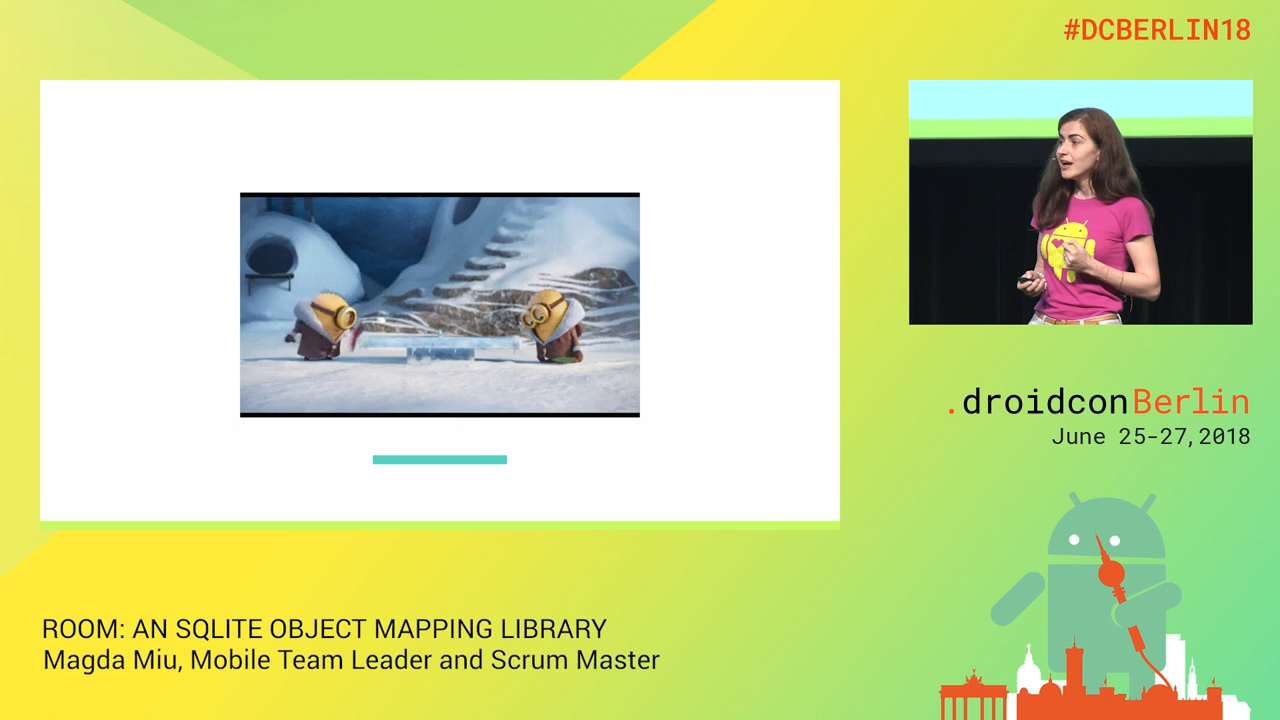 #DCBERLIN18
.droidconBerlin
June 25-27, 2018
ROOM: AN SQLITE OBJECT MAPPING LIBRARY
Magda Miu, Mobile Team Leader and Scrum Master